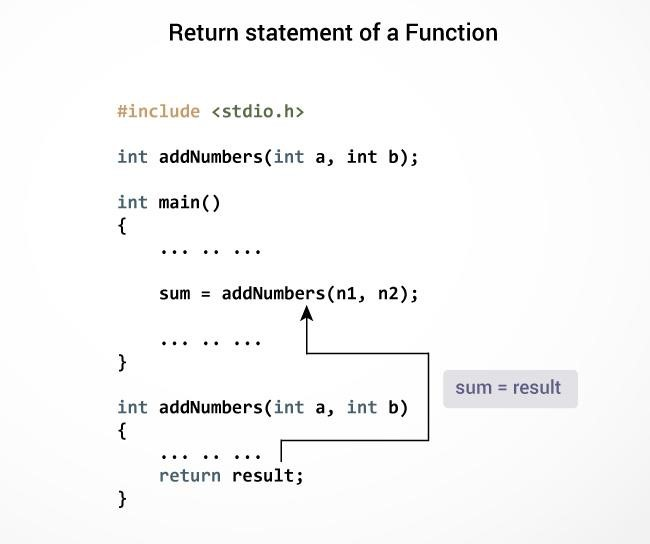 Return statement of a Function
#include <stdio.h>
int addNumbers(int a, int b);
int main()
{
... .. ...
sum = addNumbers(n1, n2);
... .. ...
}
sum = result
int addNumbers(int a, int b)
{
... .. ...
return result;
}